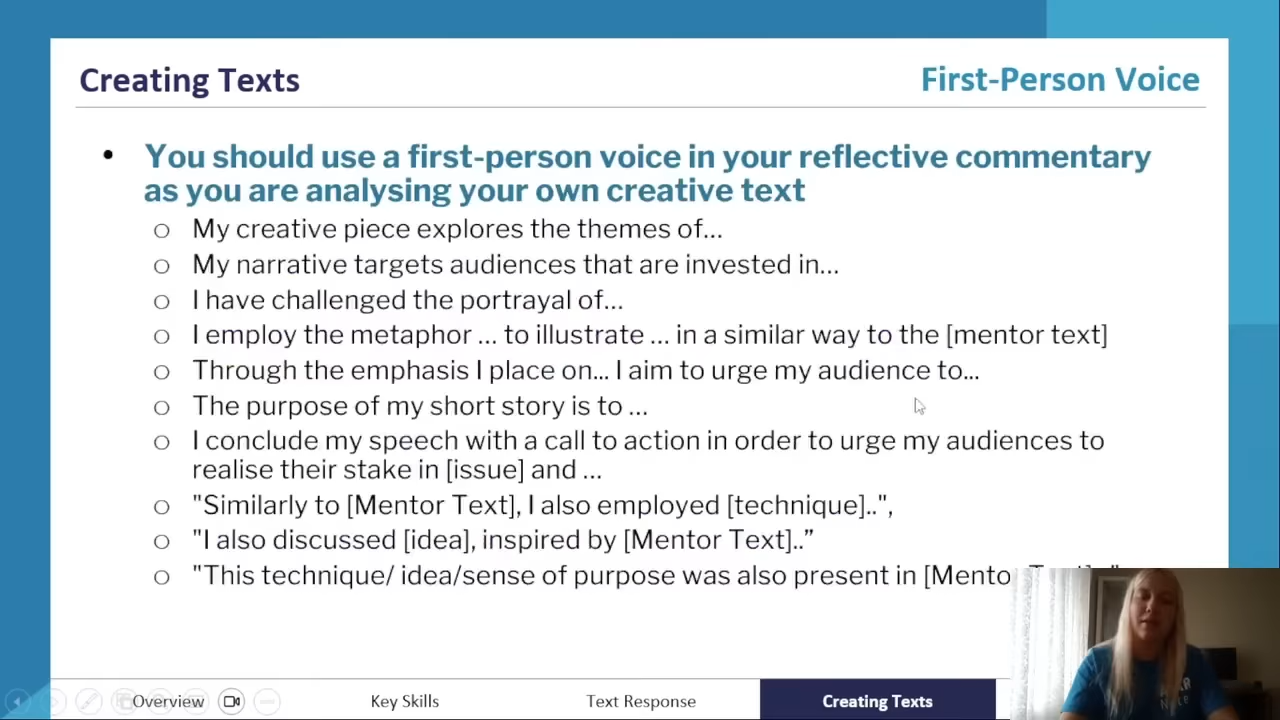 Creating Texts
First-Person Voice
• You should use a first-person voice in your reflective commentary
as you are analysing your own creative text
o My creative piece explores the themes of...
o My narrative targets audiences that are invested in...
o I have challenged the portrayal of...
o I employ the metaphor ... to illustrate ... in a similar way to the [mentor text]
o Through the emphasis I place on... I aim to urge my audience to...
o The purpose of my short story is to ...
o I conclude my speech with a call to action in order to urge my audiences to
realise their stake in [issue] and ...
o "Similarly to [Mentor Text], I also employed [technique]..",
o "I also discussed [idea], inspired by [Mentor Text]..”
o "This technique/ idea/sense of purpose was also present in
Overview
Key Skills
Text Response
Creating Texts